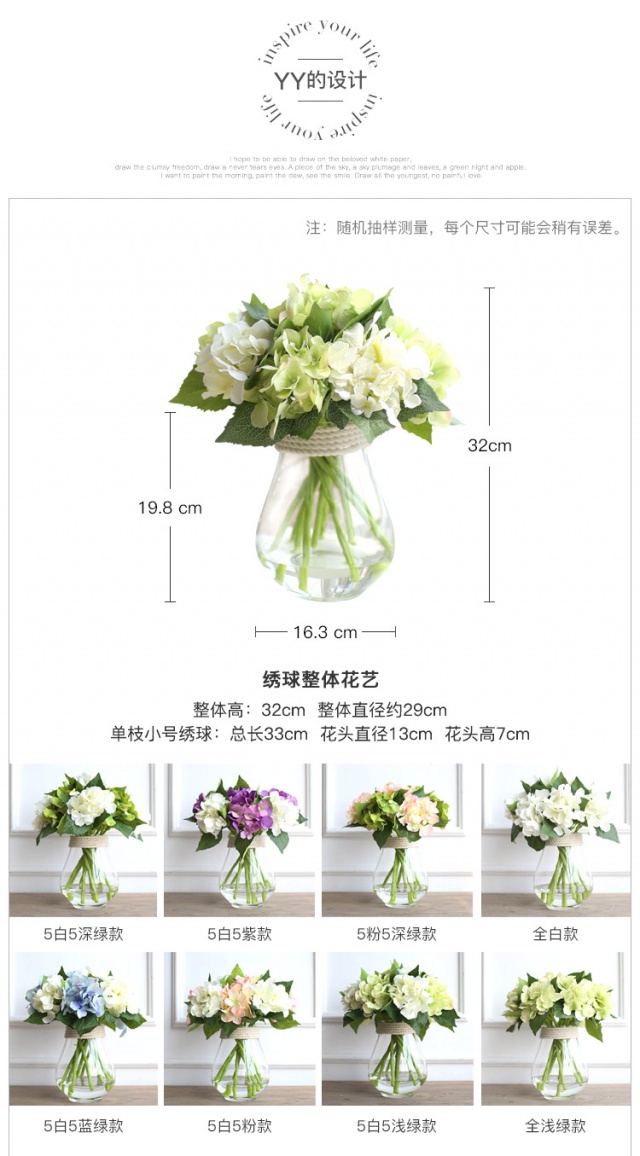 inspire your life
YY的设计
inspire your life
inspire your life
I hope to be able to draw on the beloved white paper,
draw the clumsy freedom, draw a never tears eyes. A piece of the sky, a sky plumage and leaves, a green night and apple.
I want to paint the morning, paint the dew, see the smile. Draw all the youngest, no painful love.
注：随机抽样测量，每个尺寸可能会稍有误差。
32cm
19.8 cm
16.3 cm
绣球整体花艺
整体高：32cm 整体直径约29cm
单枝小号绣球：总长33cm 花头直径13cm 花头高7cm
5白5深绿款
5白5紫款
5粉5深绿款
全白款
5白5蓝绿款
5白5粉款
5白5浅绿款
全浅绿款